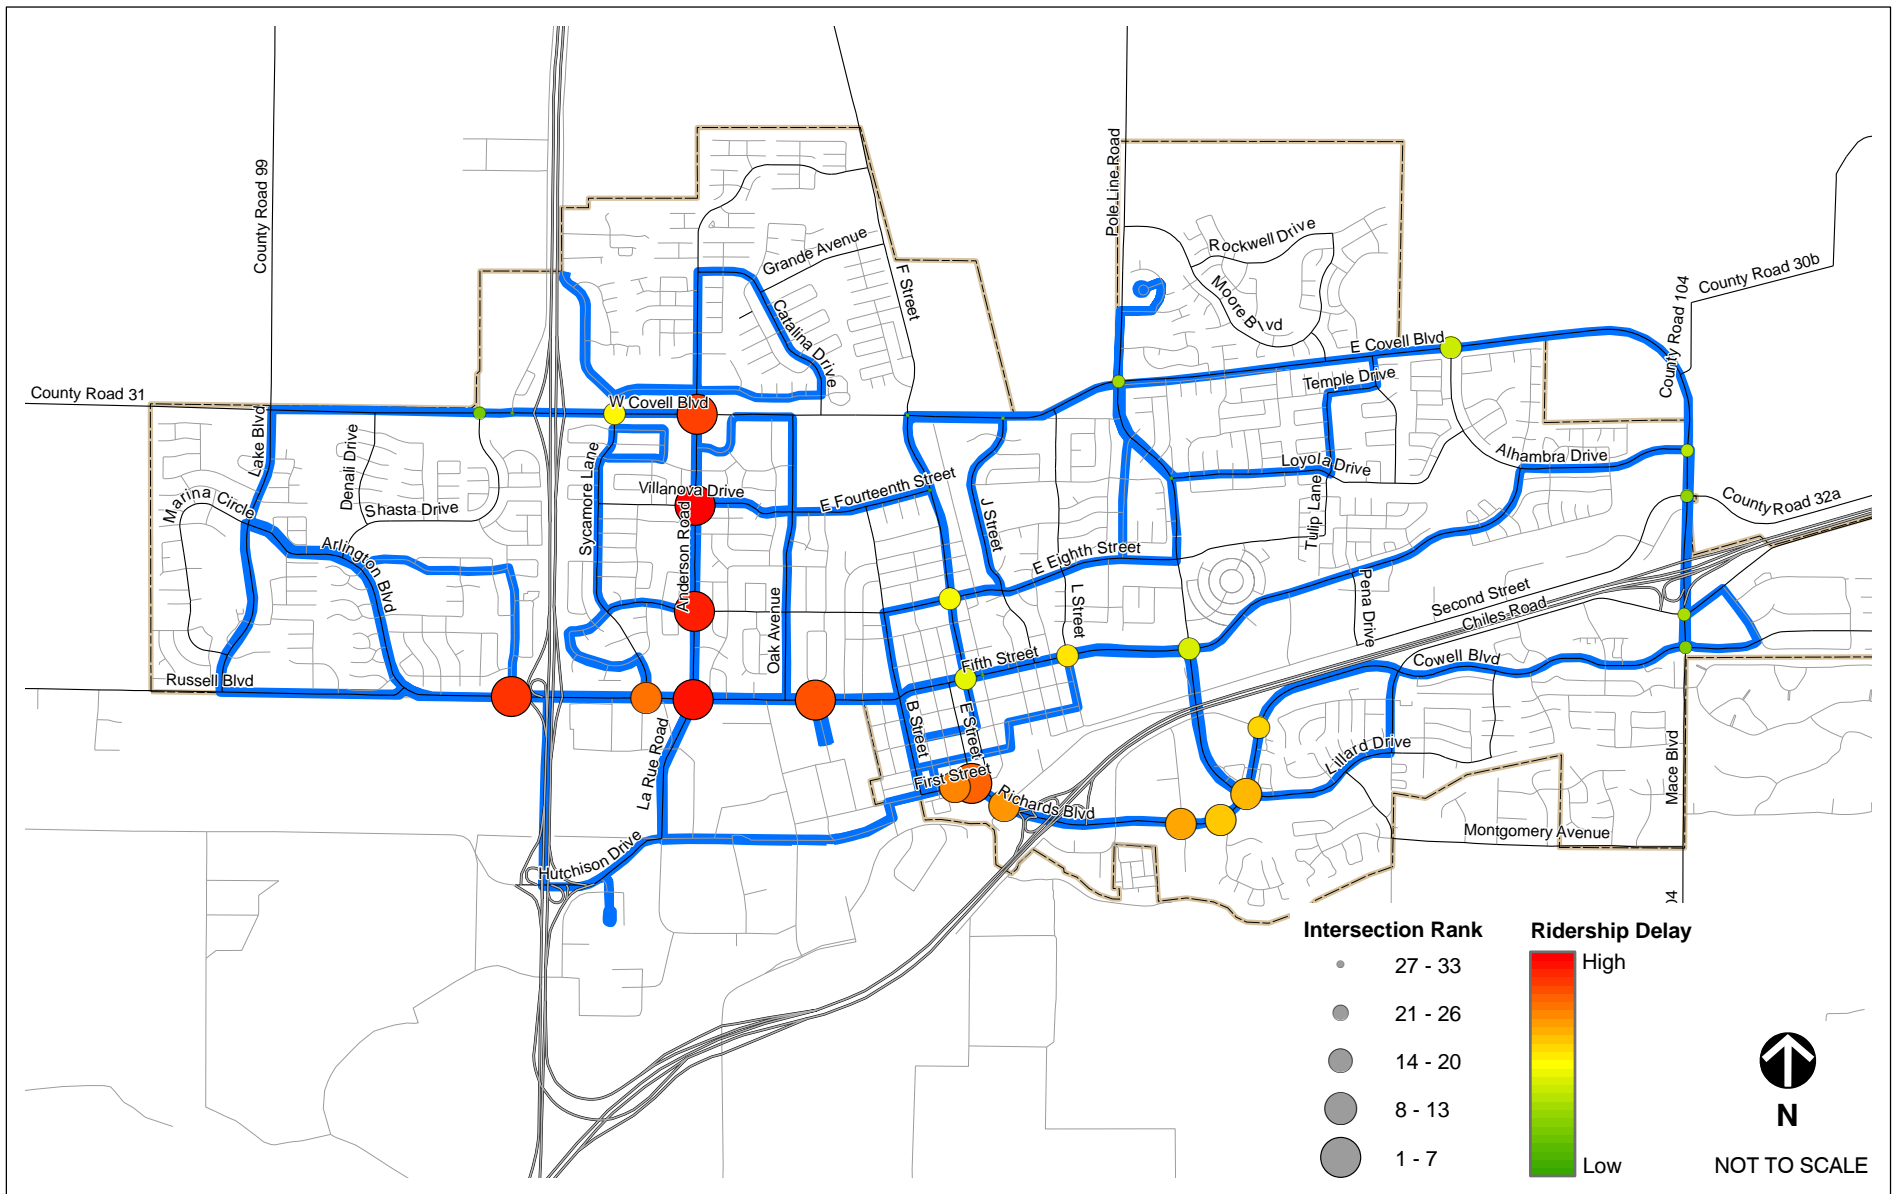 County Road 99
Pole Line Road
Rockwell Drive
Grande Avenue
F Street
Moore Blvd
County Road 104
County Road 30b
Catalina Drive
E Covell Blvd
Temple Drive
County Road 31
W Covell Blvd
Lake Blvd
Denali Drive
Sycamore Lane
Alhambra Drive
Loyola Drive
Villanova Drive
E Fourteenth Street
Marina Circle
Shasta Drive
J Street
Tulip Lane
County Road 32a
Arlington Blvd
Anderson Road
E Eighth Street
L Street
Pena Drive
Second Street
Chiles Road
Oak Avenue
Fifth Street
Cowell Blvd
Russell Blvd
B Street
E Street
La Rue Road
Lillard Drive
Mace Blvd
First Street
Richards Blvd
Montgomery Avenue
Hutchison Drive
04
Intersection Rank
27 - 33
21 - 26
14 - 20
8 - 13
1 - 7
Ridership Delay
High
Low
N
NOT TO SCALE